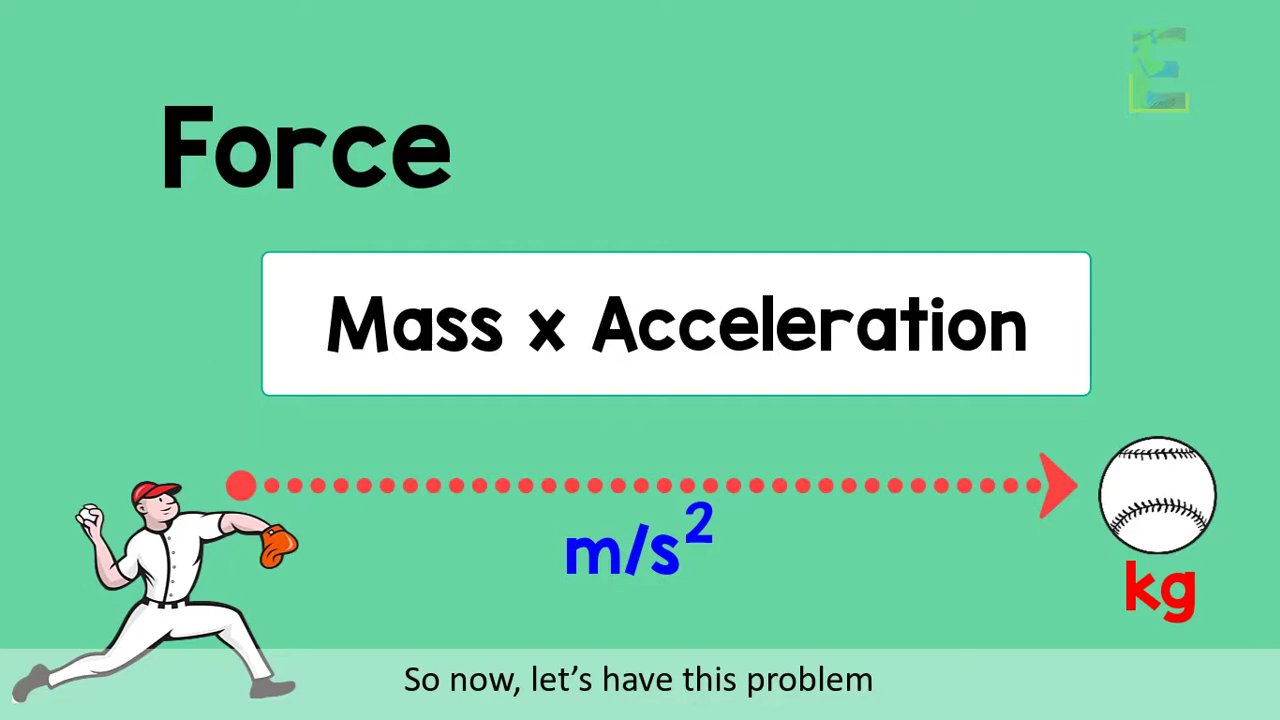 Force
Mass x Acceleration
m/s²
kg
So now, let’s have this problem